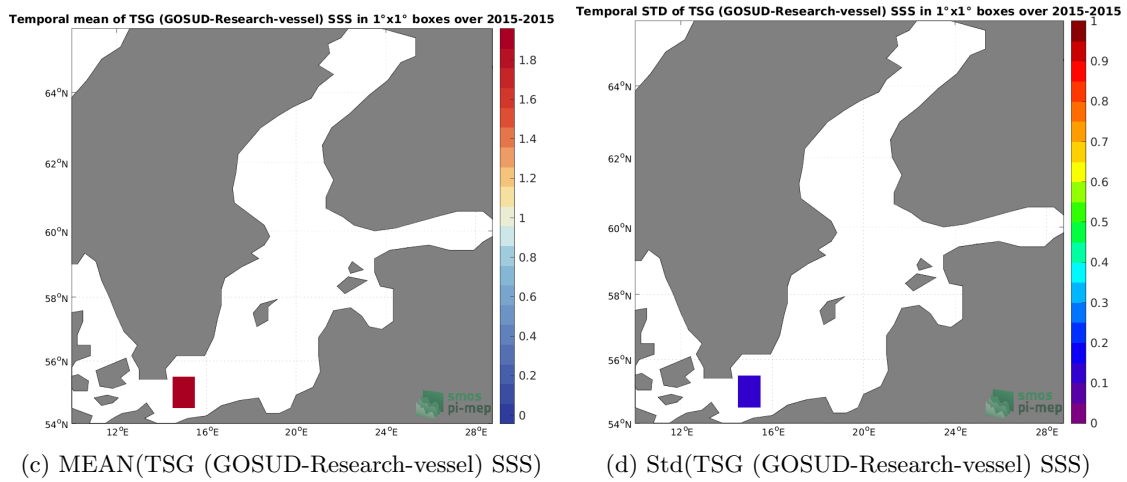 Temporal mean of TSG (GOSUD-Research-vessel) SSS in 1°x1° boxes over 2015-2015
64°N
62°N
60°N
58°N
56°N
54°N
12°E
16°E
20°E
24°E
28°E
1.8
1.6
1.4
1.2
1
0.8
0.6
0.4
0.2
0
smos
pi-mep
(c) MEAN(TSG (GOSUD-Research-vessel) SSS)
Temporal STD of TSG (GOSUD-Research-vessel) SSS in 1°x1° boxes over 2015-2015
64°N
62°N
60°N
58°N
56°N
54°N
12°E
16°E
20°E
24°E
28°E
1
0.9
0.8
0.7
0.6
0.5
0.4
0.3
0.2
0.1
0
smos
pi-mep
(d) Std(TSG (GOSUD-Research-vessel) SSS)